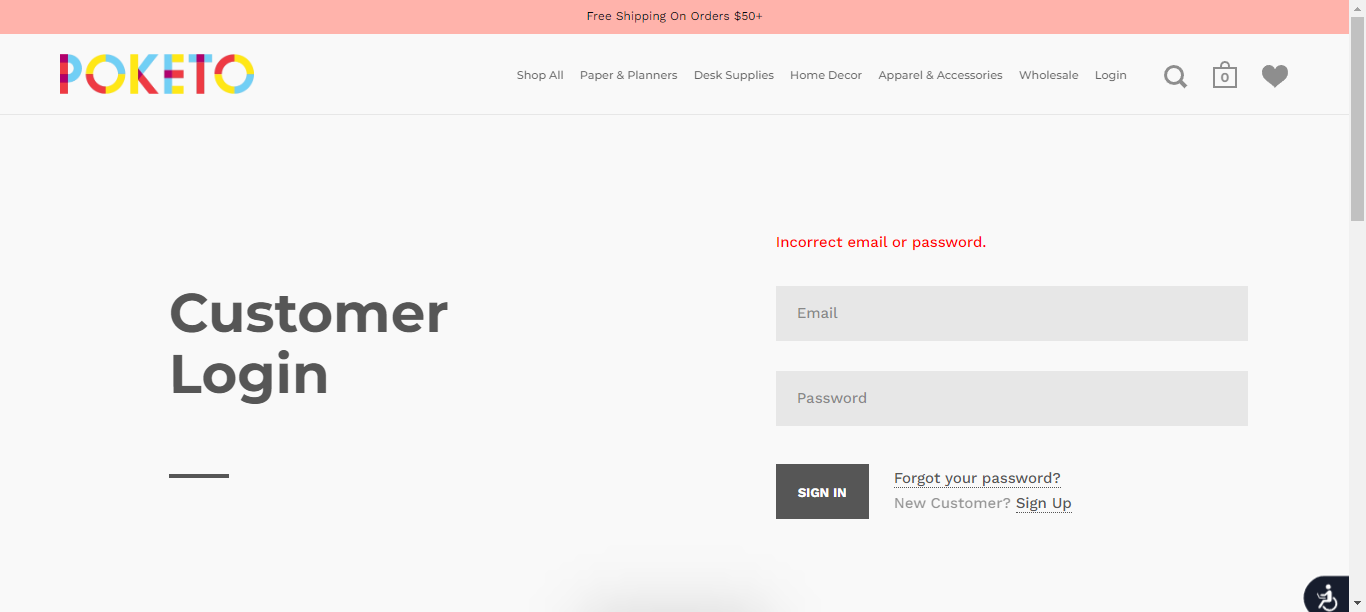 Free Shipping On Orders $50+
POKETO
Shop All Paper & Planners Desk Supplies Home Decor Apparel & Accessories Wholesale Login 0
Incorrect email or password.
Customer
Login
Email
Password
SIGN IN
Forgot your password?
New Customer? Sign Up